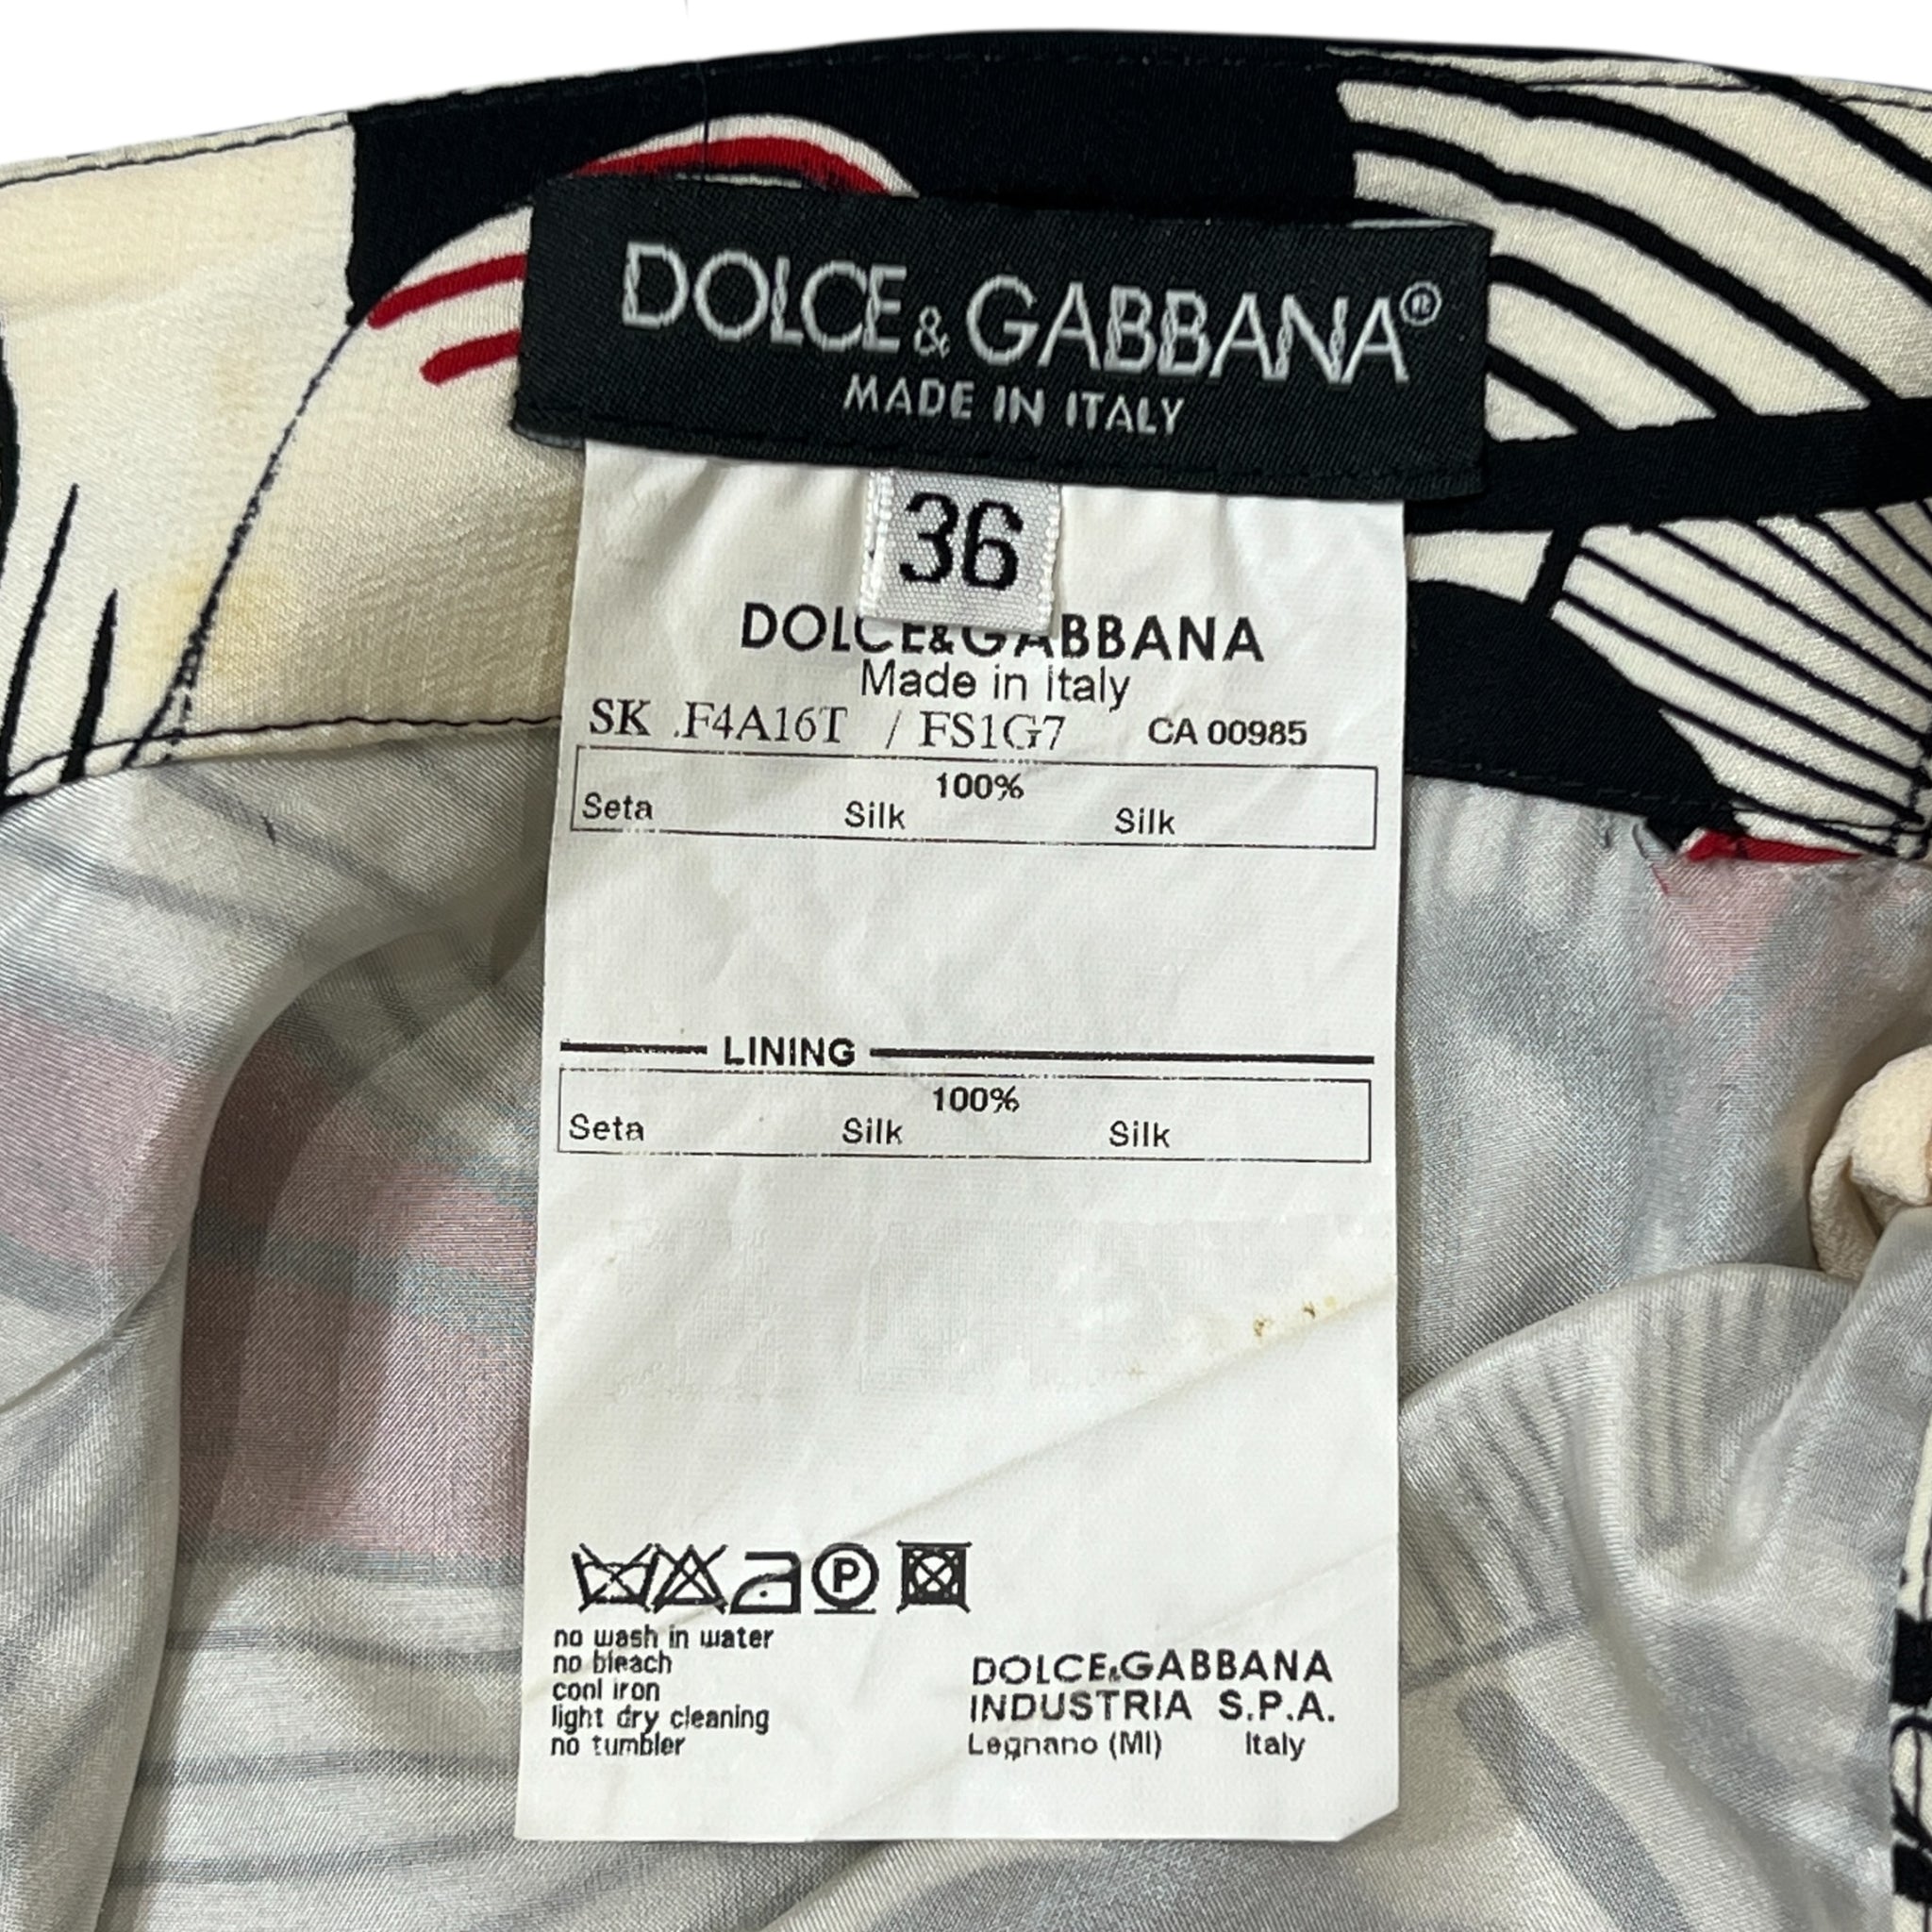 DOLCE & GABBANA®
MADE IN ITALY
36
DOLCE&GABBANA
Made in Italy
SK .F4A16T / FS1G7 CA 00985
100%
Seta Silk Silk
LINING
100%
Seta Silk Silk
P
no wash in water
no bleach
cool iron
light dry cleaning
no tumbler
DOLCE&GABBANA
INDUSTRIA S.P.A.
Legnano (MI) Italy